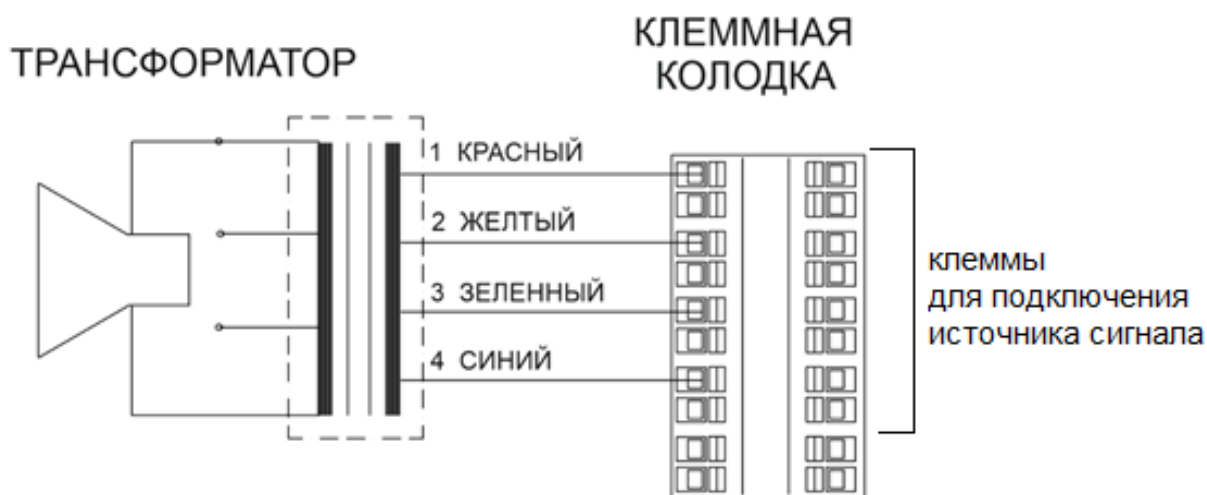 ТРАНСФОРМАТОР
КЛЕММНАЯ
КОЛОДКА
1 КРАСНЫЙ
2 ЖЕЛТЫЙ
3 ЗЕЛЕННЫЙ
4 СИНИЙ
клеммы
для подключения
источника сигнала